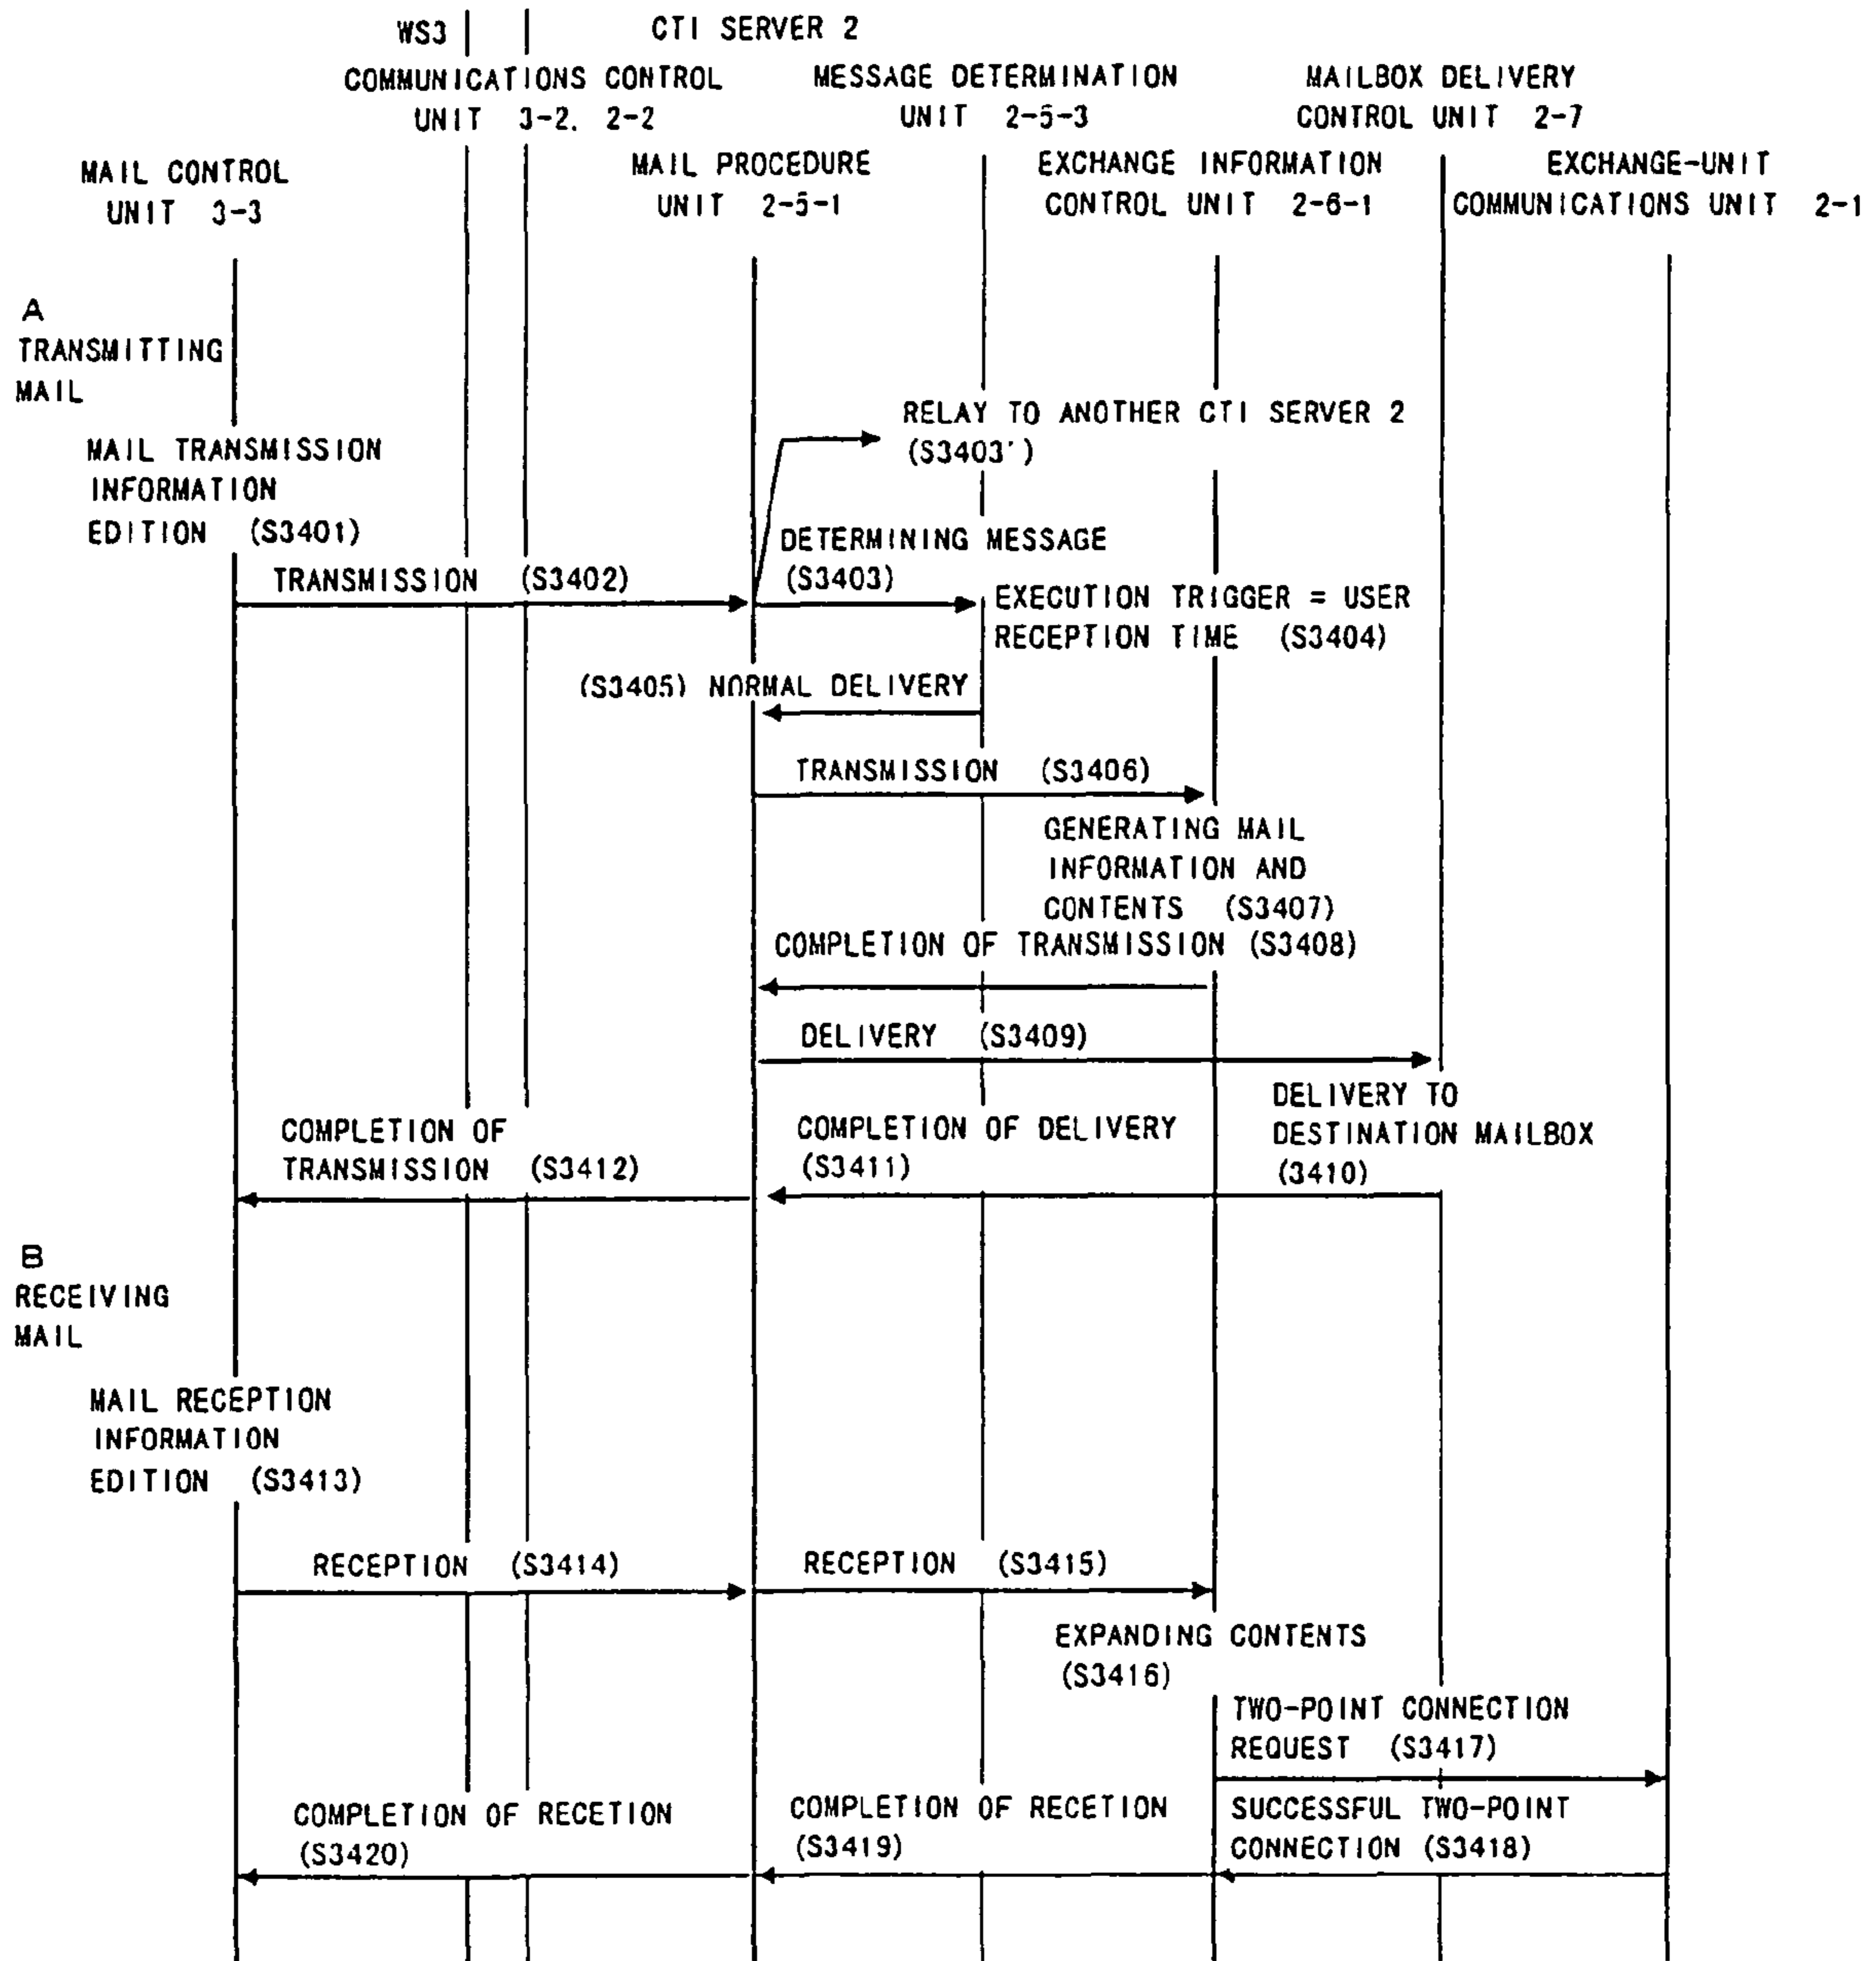 WS3
CTI SERVER 2
COMMUNICATIONS CONTROL
UNIT 3-2. 2-2
MESSAGE DETERMINATION
UNIT 2-5-3
MAILBOX DELIVERY
CONTROL UNIT 2-7
MAIL CONTROL
UNIT 3-3
MAIL PROCEDURE
UNIT 2-5-1
EXCHANGE INFORMATION
CONTROL UNIT 2-6-1
EXCHANGE-UNIT
COMMUNICATIONS UNIT 2-1
A
TRANSMITTING
MAIL
RELAY TO ANOTHER CTI SERVER 2
(S3403')
MAIL TRANSMISSION
INFORMATION
EDITION (S3401)
DETERMINING MESSAGE
(S3403)
TRANSMISSION (S3402)
EXECUTION TRIGGER = USER
RECEPTION TIME (S3404)
(S3405) NORMAL DELIVERY
TRANSMISSION (S3406)
GENERATING MAIL
INFORMATION AND
CONTENTS (S3407)
COMPLETION OF TRANSMISSION (S3408)
DELIVERY (S3409)
DELIVERY TO
DESTINATION MAILBOX
(3410)
COMPLETION OF DELIVERY
(S3411)
COMPLETION OF
TRANSMISSION (S3412)
B
RECEIVING
MAIL
MAIL RECEPTION
INFORMATION
EDITION (S3413)
RECEPTION (S3414)
RECEPTION (S3415)
EXPANDING CONTENTS
(S3416)
TWO-POINT CONNECTION
REQUEST (S3417)
SUCCESSFUL TWO-POINT
CONNECTION (S3418)
COMPLETION OF RECETION
(S3419)
COMPLETION OF RECETION
(S3420)